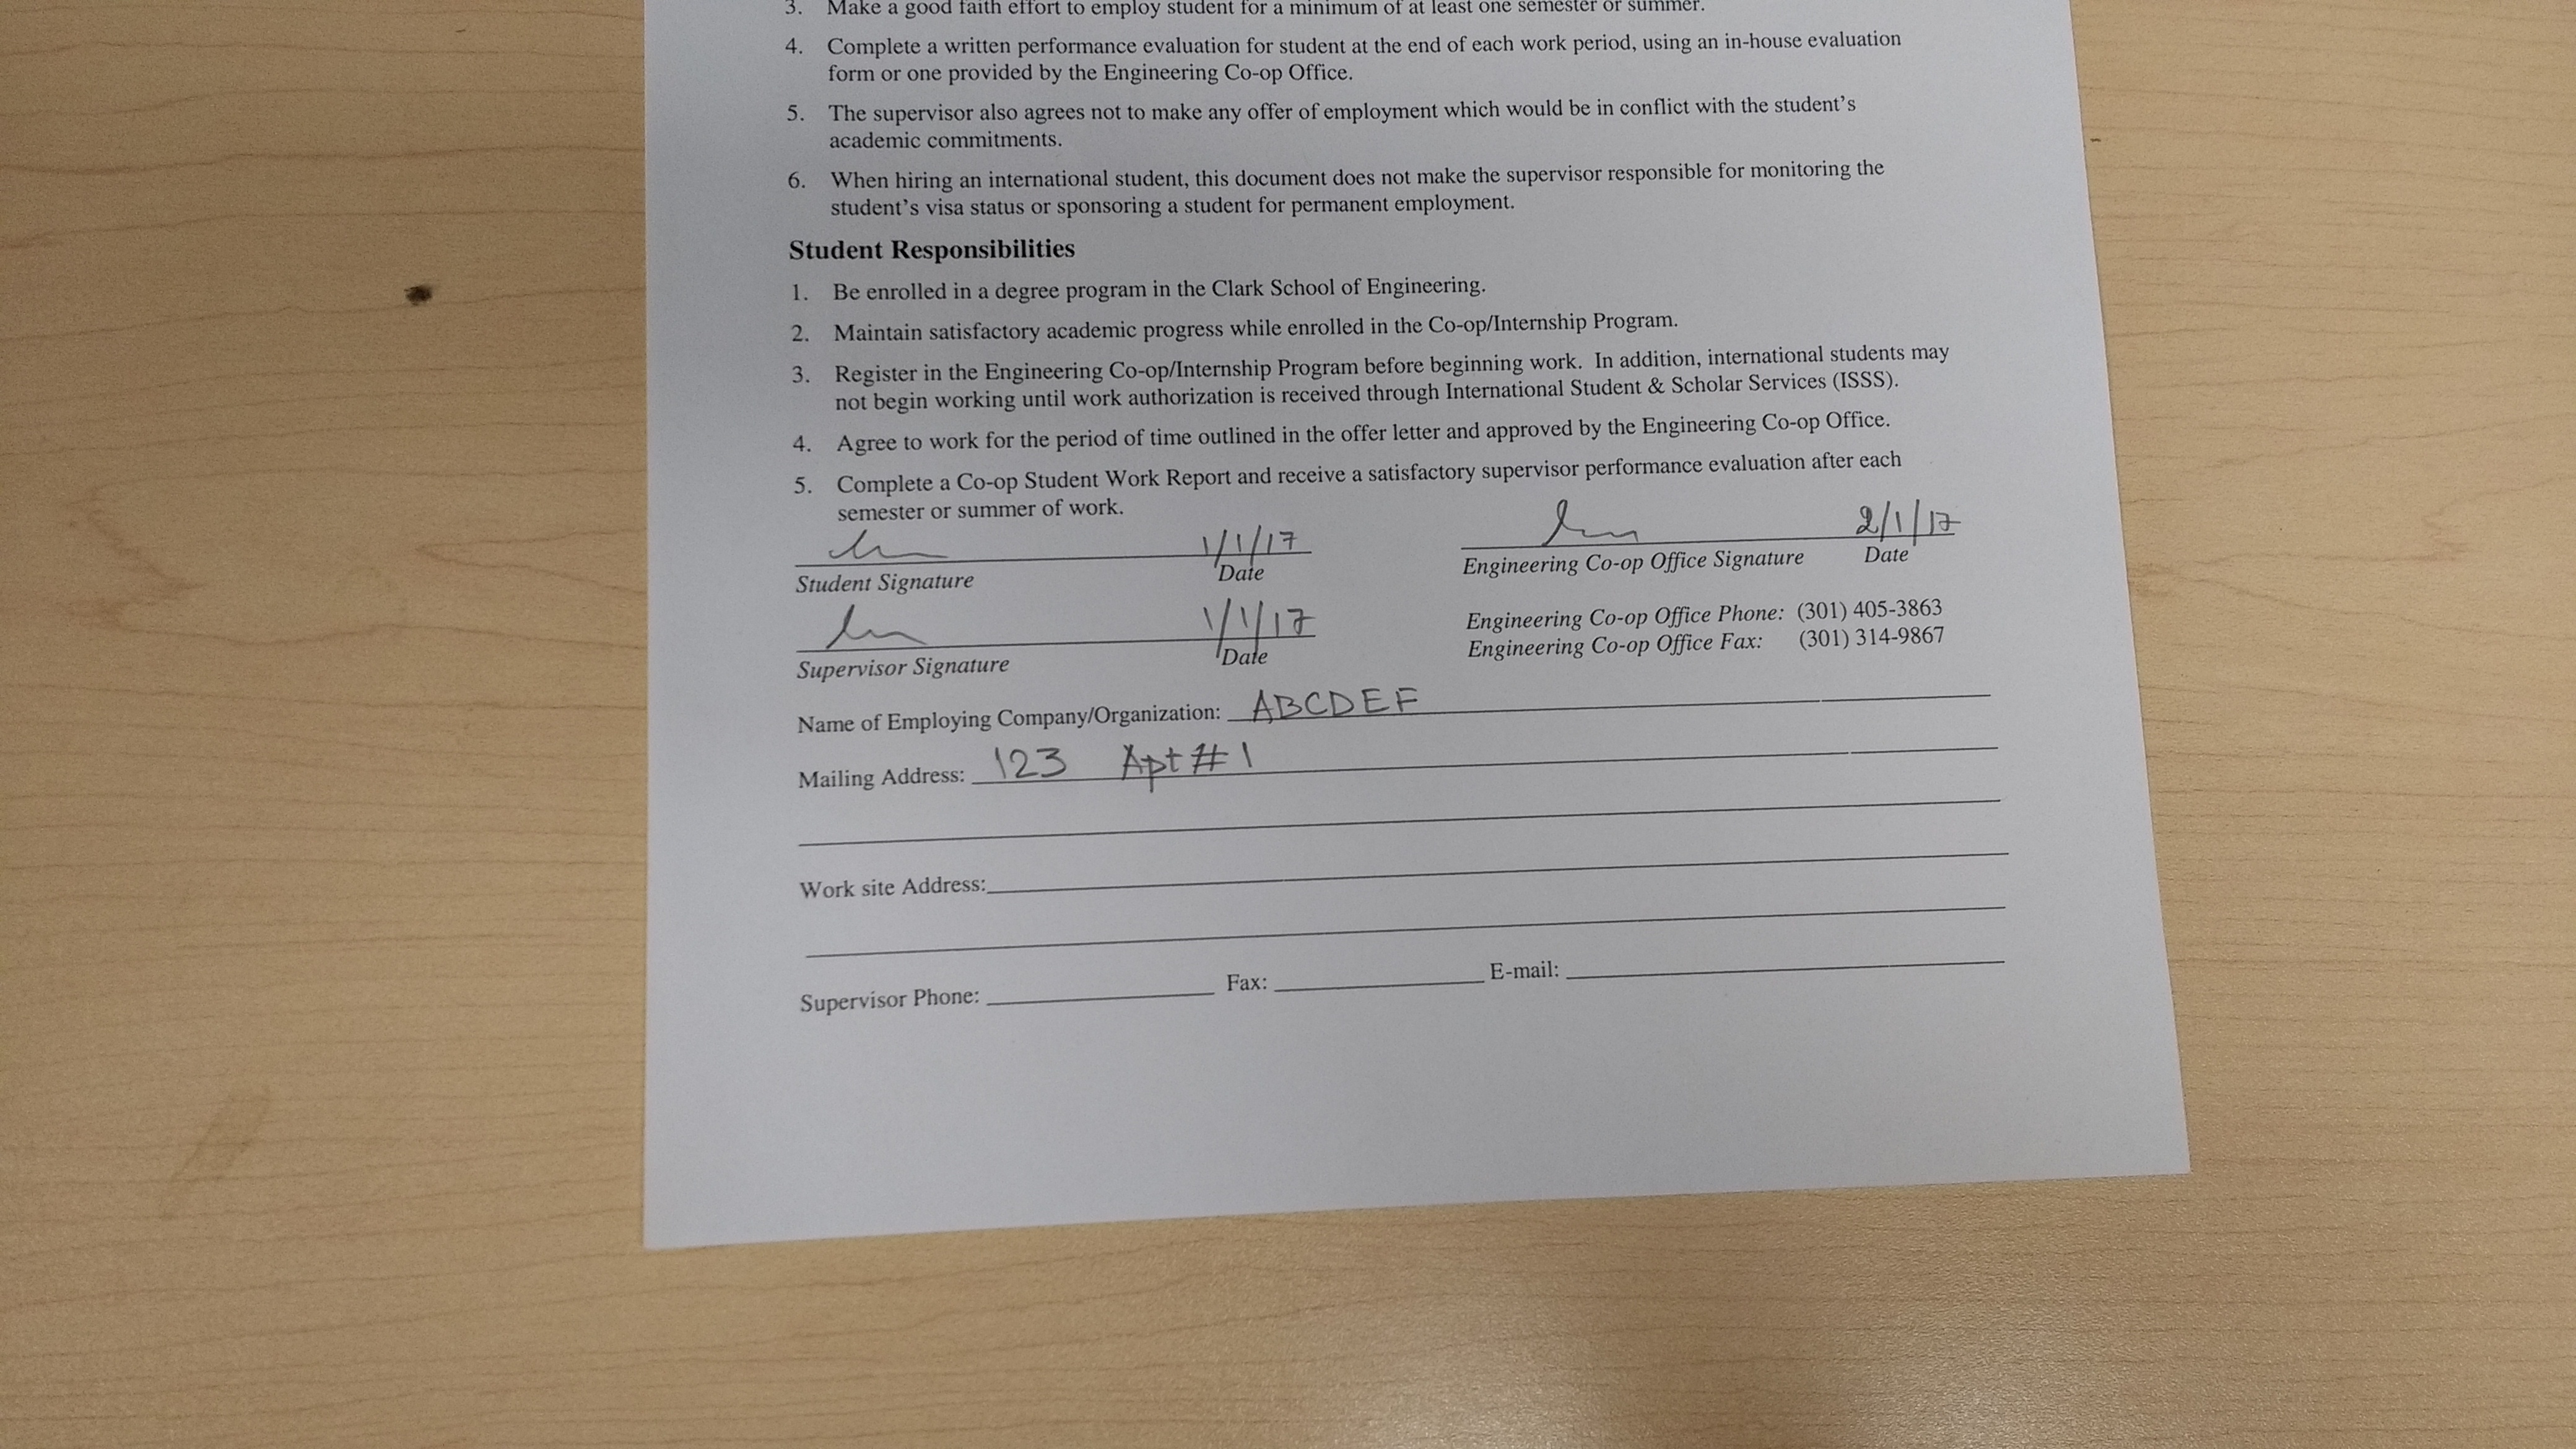 3. Make a good faith effort to employ student for a minimum of at least one semester or summer.
4. Complete a written performance evaluation for student at the end of each work period, using an in-house evaluation
form or one provided by the Engineering Co-op Office.
5. The supervisor also agrees not to make any offer of employment which would be in conflict with the student's
academic commitments.
6. When hiring an international student, this document does not make the supervisor responsible for monitoring the
student's visa status or sponsoring a student for permanent employment.
Student Responsibilities
1. Be enrolled in a degree program in the Clark School of Engineering.
2. Maintain satisfactory academic progress while enrolled in the Co-op/Internship Program.
3. Register in the Engineering Co-op/Internship Program before beginning work. In addition, international students may
not begin working until work authorization is received through International Student & Scholar Services (ISSS).
4. Agree to work for the period of time outlined in the offer letter and approved by the Engineering Co-op Office.
5. Complete a Co-op Student Work Report and receive a satisfactory supervisor performance evaluation after each
semester or summer of work.
1/1/17 2/1/17
Student Signature Date Engineering Co-op Office Signature Date
1/1/17 Engineering Co-op Office Phone: (301) 405-3863
Supervisor Signature Date Engineering Co-op Office Fax: (301) 314-9867
Name of Employing Company/Organization: ABCDEF
Mailing Address: 123 Apt #1
Work site Address:
Supervisor Phone: Fax: E-mail: